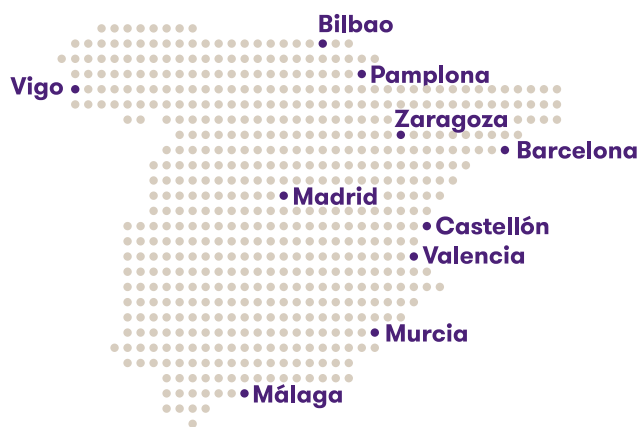 Bilbao
Pamplona
Vigo
Zaragoza
Barcelona
Madrid
Castellón
Valencia
Murcia
Málaga